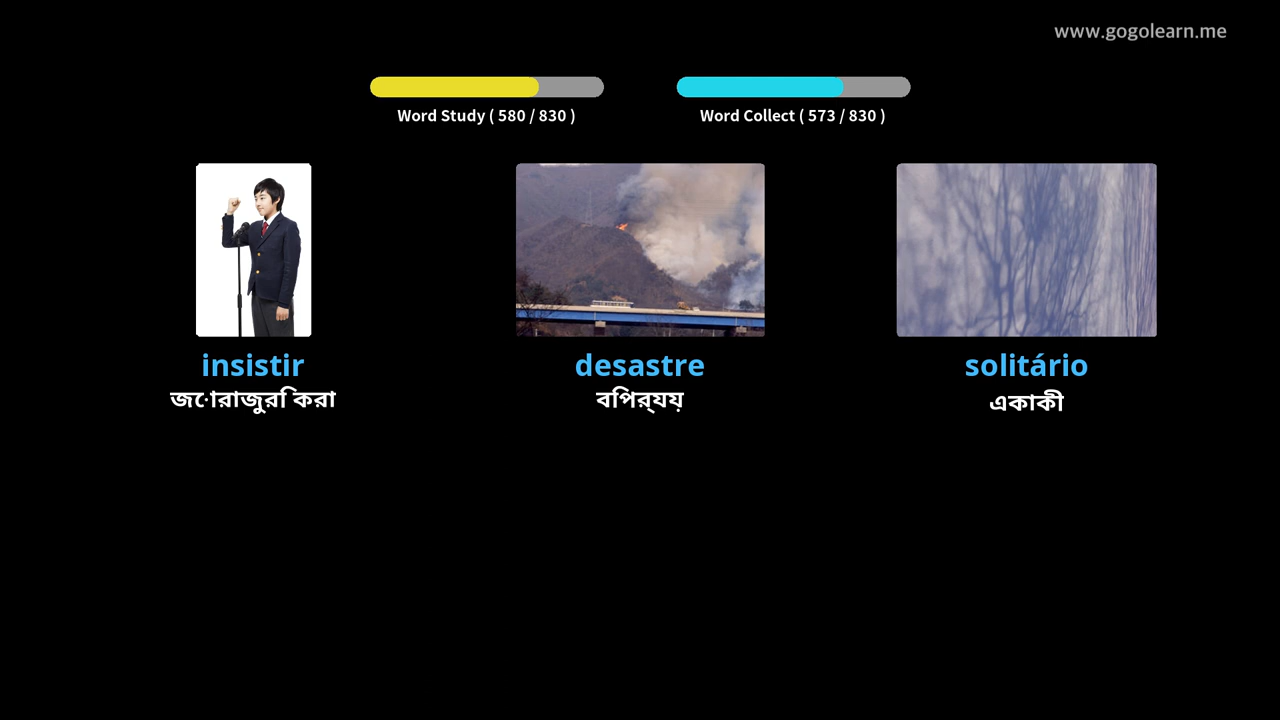 www.gogolearn.me
Word Study ( 580 / 830 )
Word Collect ( 573 / 830 )
insistir
desastre
solitário
জোরাজুরি করা
বিপর্যয়
একাকী